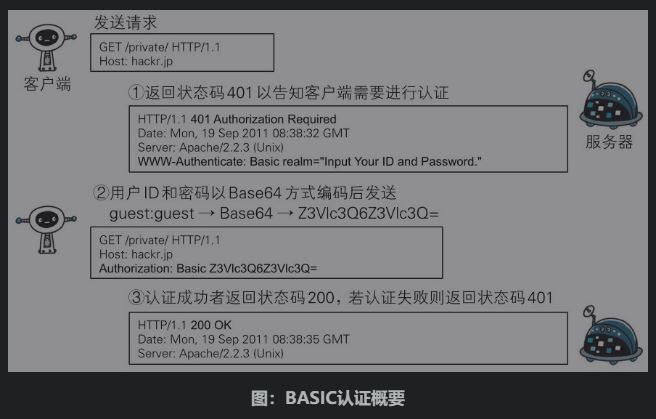 发送请求
GET /private/ HTTP/1.1
Host: hackr.jp
客户端
①返回状态码401以告知客户端需要进行认证
HTTP/1.1 401 Authorization Required
Date: Mon, 19 Sep 2011 08:38:32 GMT
Server: Apache/2.2.3 (Unix)
WWW-Authenticate: Basic realm="Input Your ID and Password."
服务器
②用户ID和密码以Base64方式编码后发送
guest:guest → Base64 → Z3Vlc3Q6Z3Vlc3Q=
GET /private/ HTTP/1.1
Host: hackr.jp
Authorization: Basic Z3Vlc3Q6Z3Vlc3Q=
③认证成功者返回状态码200，若认证失败则返回状态码401
HTTP/1.1 200 OK
Date: Mon, 19 Sep 2011 08:38:35 GMT
Server: Apache/2.2.3 (Unix)
图：BASIC认证概要